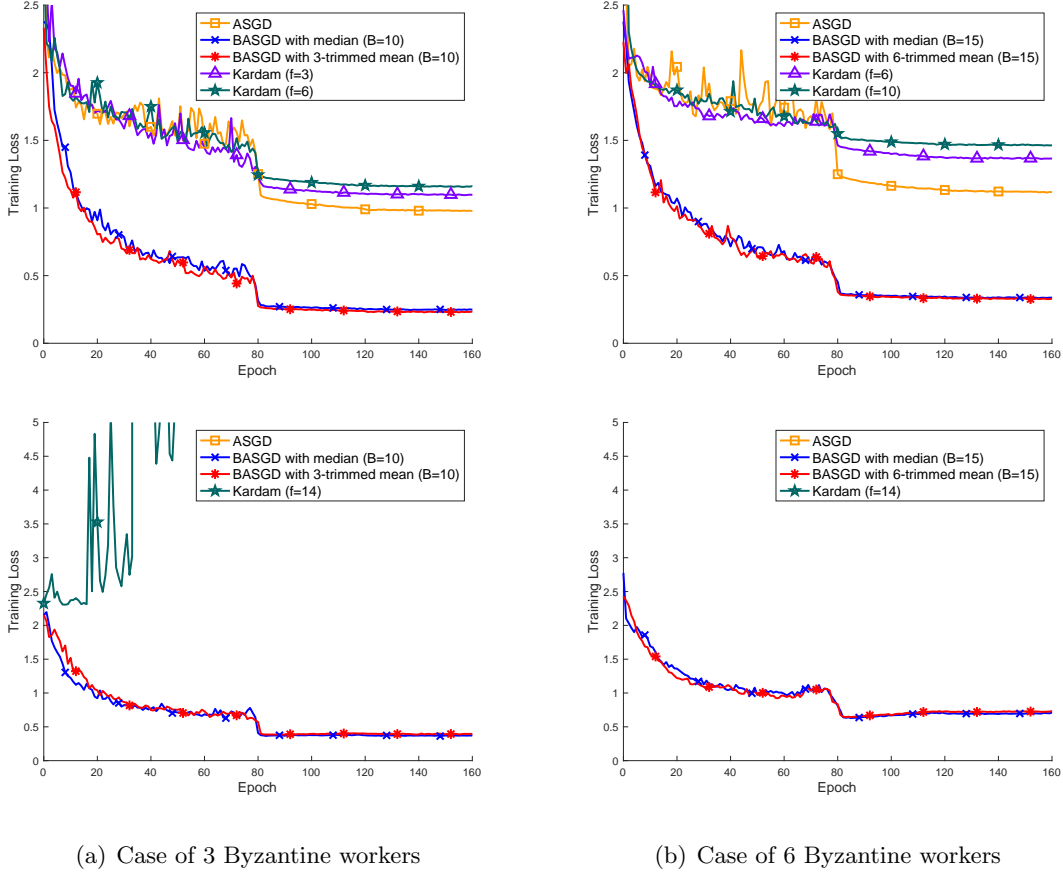 2.5
2
1.5
1
0.5
0
Training Loss
0 20 40 60 80 100 120 140 160
Epoch
ASGD
BASGD with median (B=10)
BASGD with 3-trimmed mean (B=10)
Kardam (f=3)
Kardam (f=6)
2.5
2
1.5
1
0.5
0
Training Loss
0 20 40 60 80 100 120 140 160
Epoch
ASGD
BASGD with median (B=15)
BASGD with 6-trimmed mean (B=15)
Kardam (f=6)
Kardam (f=10)
5
4.5
4
3.5
3
2.5
2
1.5
1
0.5
0
Training Loss
0 20 40 60 80 100 120 140 160
Epoch
ASGD
BASGD with median (B=10)
BASGD with 3-trimmed mean (B=10)
Kardam (f=14)
5
4.5
4
3.5
3
2.5
2
1.5
1
0.5
0
Training Loss
0 20 40 60 80 100 120 140 160
Epoch
ASGD
BASGD with median (B=15)
BASGD with 6-trimmed mean (B=15)
Kardam (f=14)
(a) Case of 3 Byzantine workers
(b) Case of 6 Byzantine workers